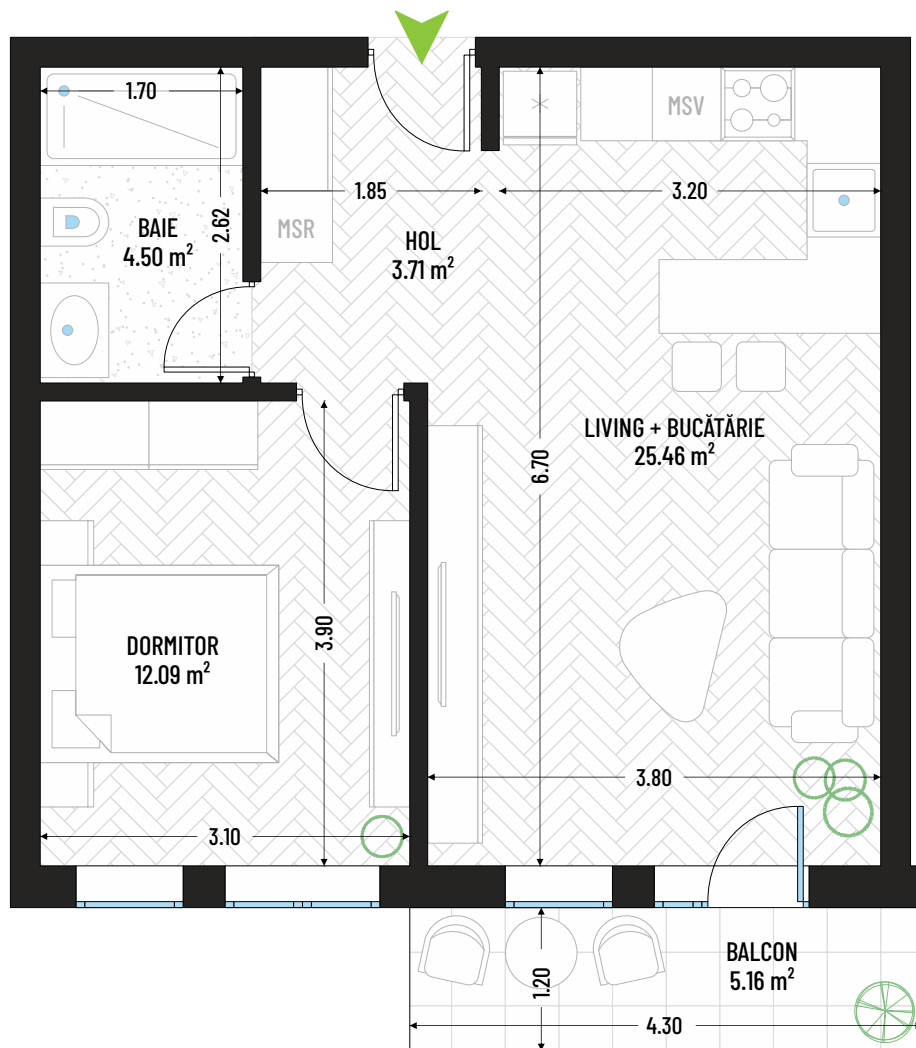 1.70
MSV
1.85
3.20
MSR
2.62
BAIE
4.50 m²
HOL
3.71 m²
LIVING + BUCĂTĂRIE
25.46 m²
6.70
3.90
DORMITOR
12.09 m²
3.80
3.10
BALCON
5.16 m²
1.20
4.30